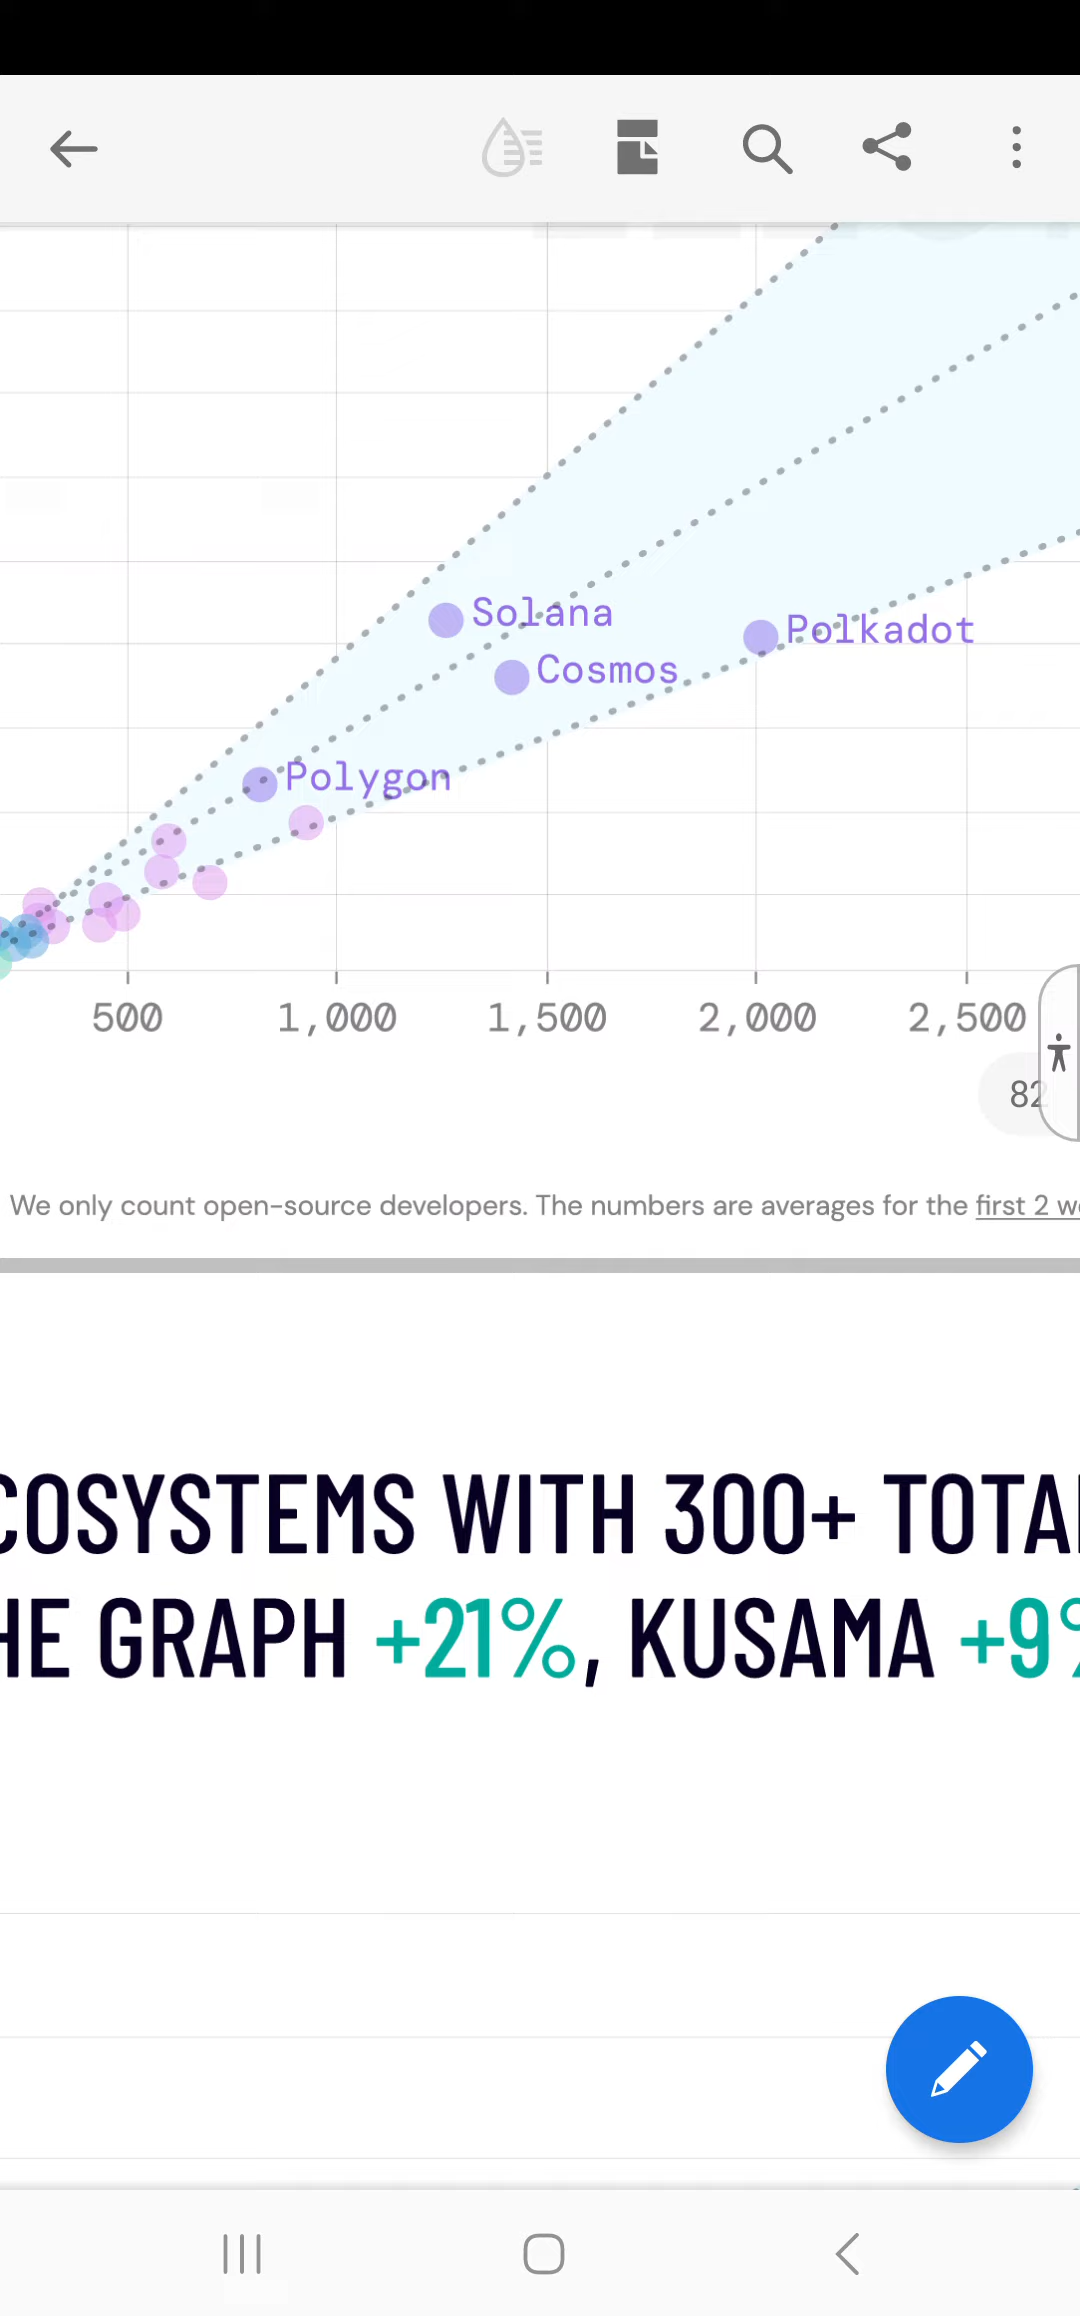 Solana
Polkadot
Cosmos
Polygon
500 1,000 1,500 2,000 2,500
82
We only count open-source developers. The numbers are averages for the first 2
COSYSTEMS WITH 300+ TOTA
HE GRAPH +21%, KUSAMA +9%